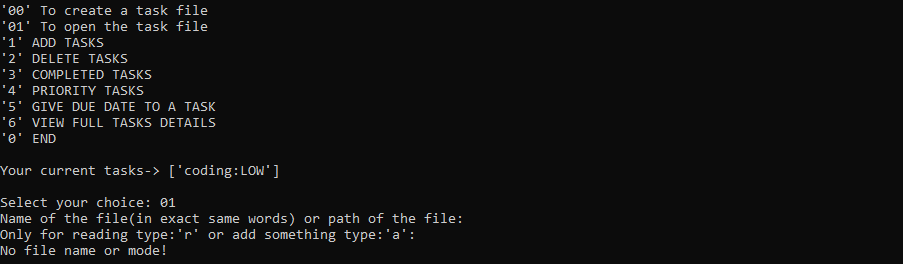 '00' To create a task file
'01' To open the task file
'1' ADD TASKS
'2' DELETE TASKS
'3' COMPLETED TASKS
'4' PRIORITY TASKS
'5' GIVE DUE DATE TO A TASK
'6' VIEW FULL TASKS DETAILS
'0' END
Your current tasks-> ['coding:LOW']
Select your choice: 01
Name of the file(in exact same words) or path of the file:
Only for reading type:'r' or add something type:'a':
No file name or mode!